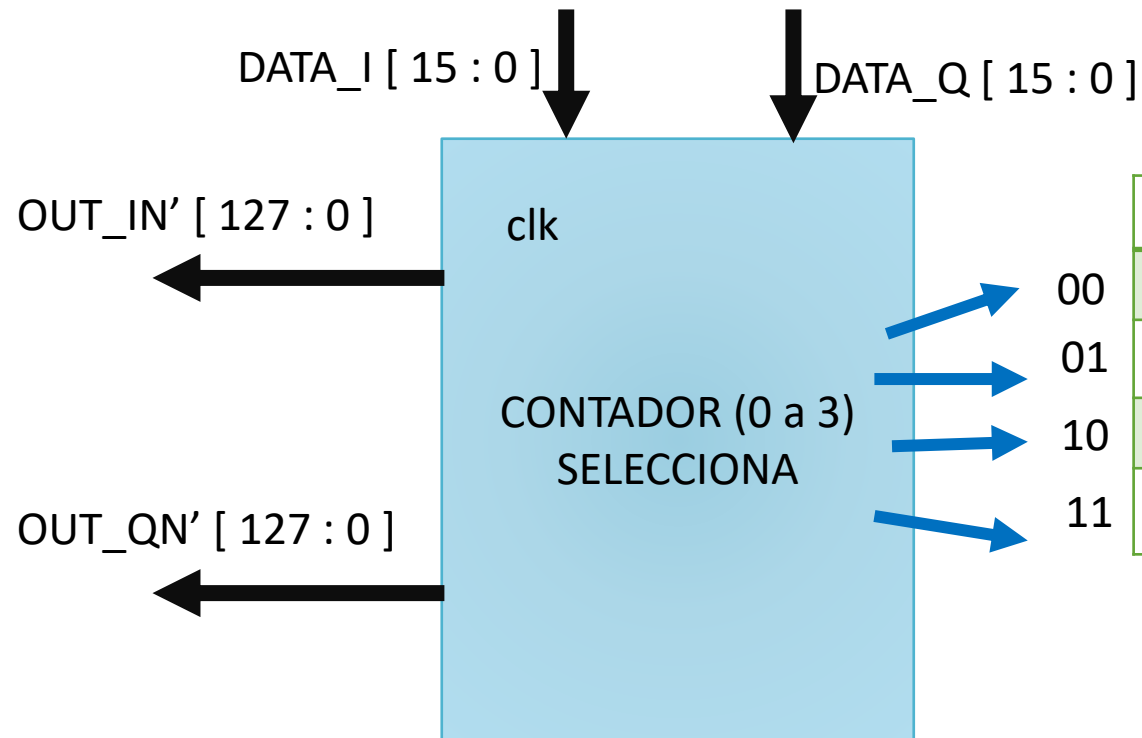 DATA_I [ 15 : 0 ]
DATA_Q [ 15 : 0 ]
OUT_IN’ [ 127 : 0 ]
clk
00
01
CONTADOR (0 a 3)
SELECCIONA
10
11
OUT_QN’ [ 127 : 0 ]